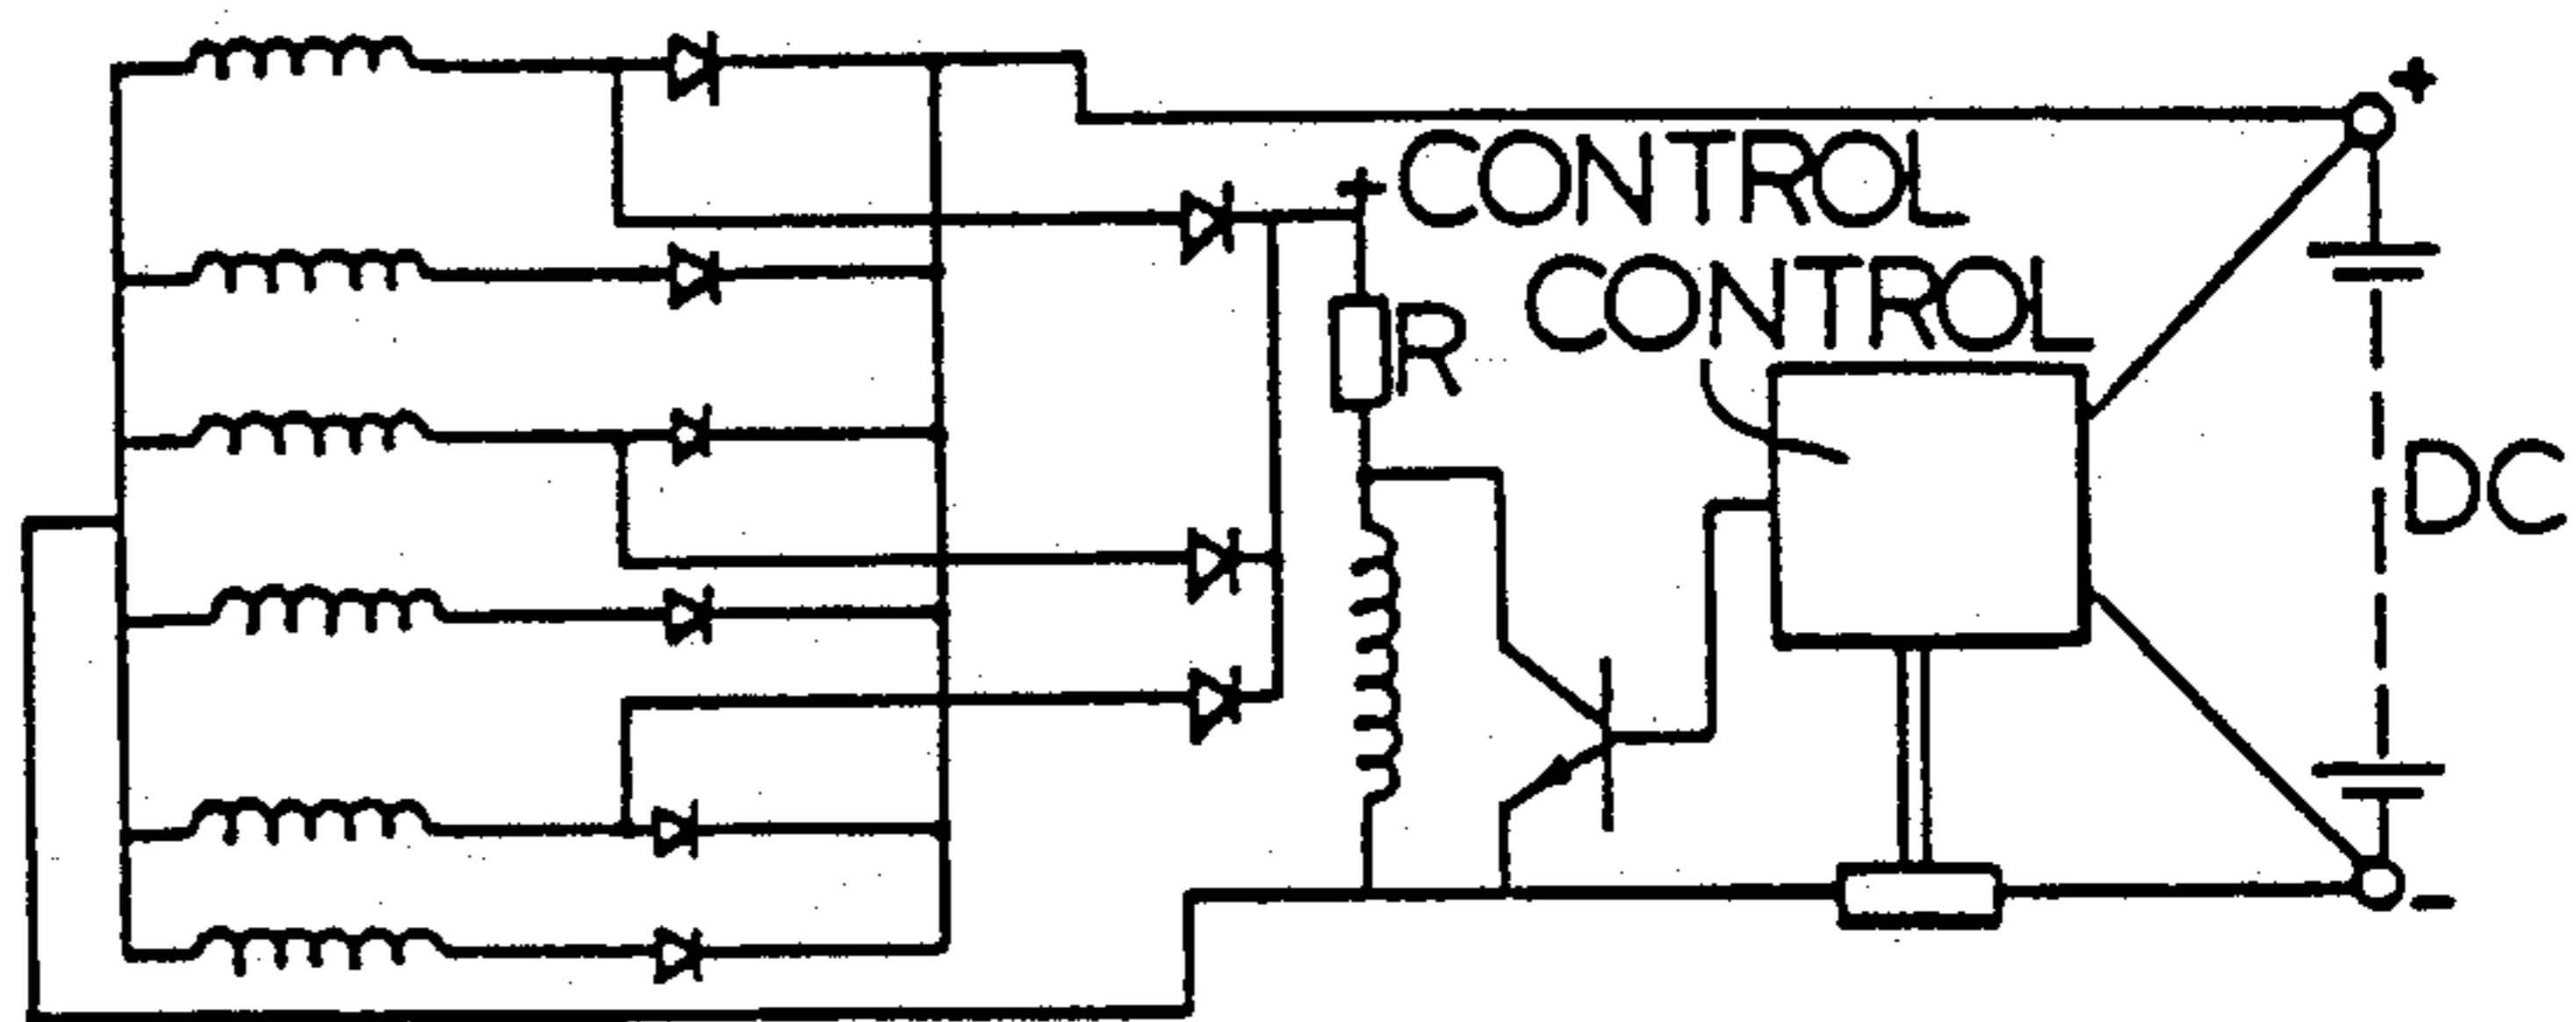 +
+ CONTROL
CONTROL
R
DC
-